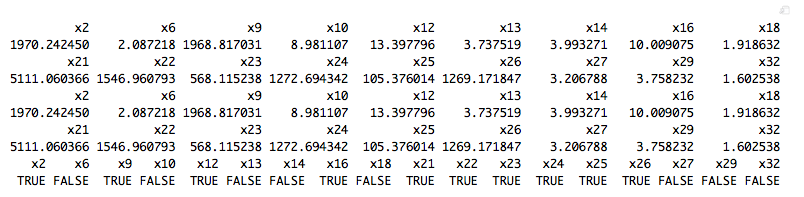 x2 x6 x9 x10 x12 x13 x14 x16 x18
1970.242450 2.087218 1968.817031 8.981107 13.397796 3.737519 3.993271 10.009075 1.918632
x21 x22 x23 x24 x25 x26 x27 x29 x32
5111.060366 1546.960793 568.115238 1272.694342 105.376014 1269.171847 3.206788 3.758232 1.602538
x2 x6 x9 x10 x12 x13 x14 x16 x18
1970.242450 2.087218 1968.817031 8.981107 13.397796 3.737519 3.993271 10.009075 1.918632
x21 x22 x23 x24 x25 x26 x27 x29 x32
5111.060366 1546.960793 568.115238 1272.694342 105.376014 1269.171847 3.206788 3.758232 1.602538
x2 x6 x9 x10 x12 x13 x14 x16 x18 x21 x22 x23 x24 x25 x26 x27 x29 x32
TRUE FALSE TRUE FALSE TRUE FALSE FALSE TRUE FALSE TRUE TRUE TRUE TRUE TRUE TRUE FALSE FALSE FALSE